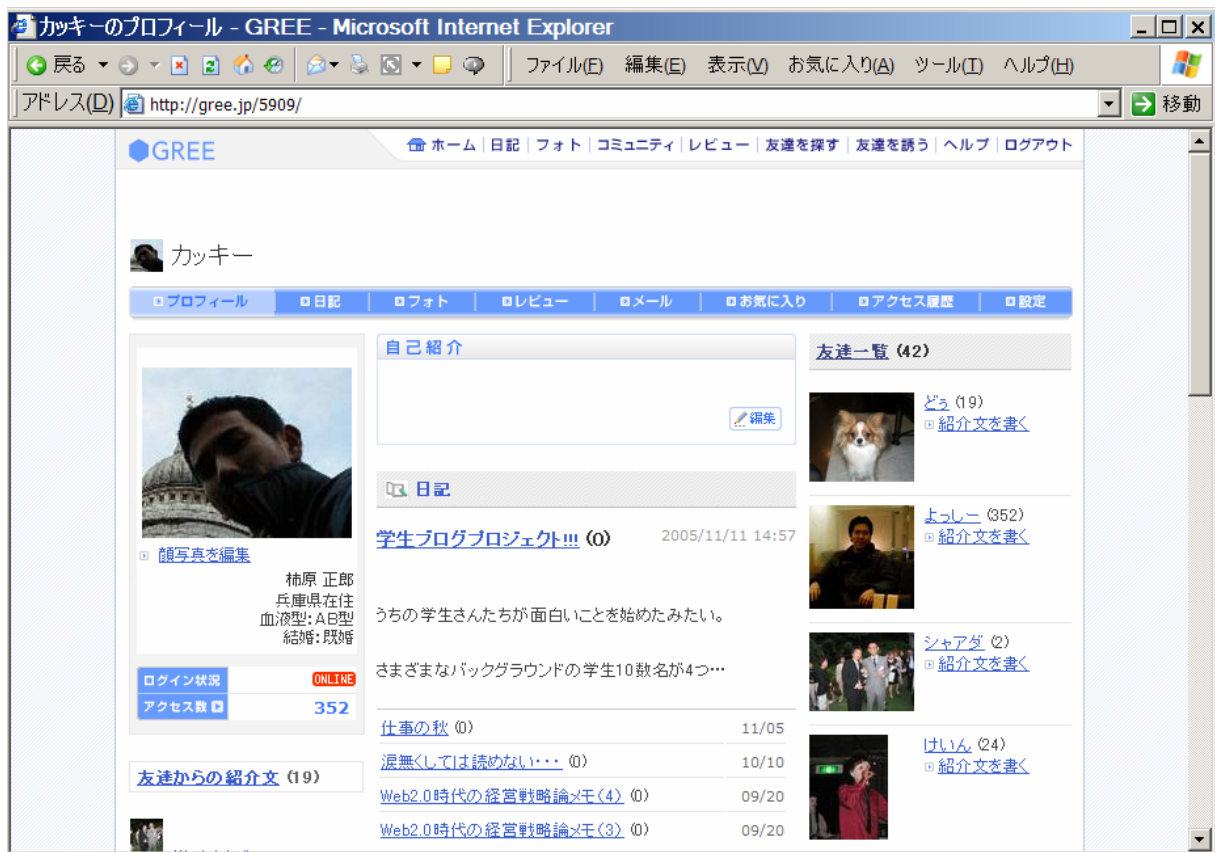 カッキーのプロフィール - GREE - Microsoft Internet Explorer
戻る ファイル(F) 編集(E) 表示(V) お気に入り(A) ツール(T) ヘルプ(H)
アドレス(D) http://gree.jp/5909/ 移動
GREE ホーム 日記 フォト コミュニティ レビュー 友達を探す 友達を誘う ヘルプ ログアウト
カッキー
プロフィール 日記 フォト レビュー メール お気に入り アクセス履歴 設定
顔写真を編集
柿原 正郎
兵庫県在住
血液型:AB型
結婚:既婚
ログイン状況 ONLINE
アクセス数 352
友達からの紹介文 (19)
自己紹介
編集
日記
学生ブログプロジェクト!!! (0) 2005/11/11 14:57
うちの学生さんたちが面白いことを始めたみたい。
さまざまなバックグラウンドの学生10数名が4つ…
仕事の秋 (0) 11/05
涙無くしては読めない・・・ (0) 10/10
Web2.0時代の経営戦略論メモ(4) (0) 09/20
Web2.0時代の経営戦略論メモ(3) (0) 09/20
友達一覧 (42)
どぅ (19)
紹介文を書く
よっしー (352)
紹介文を書く
シャアダ (2)
紹介文を書く
けいん (24)
紹介文を書く